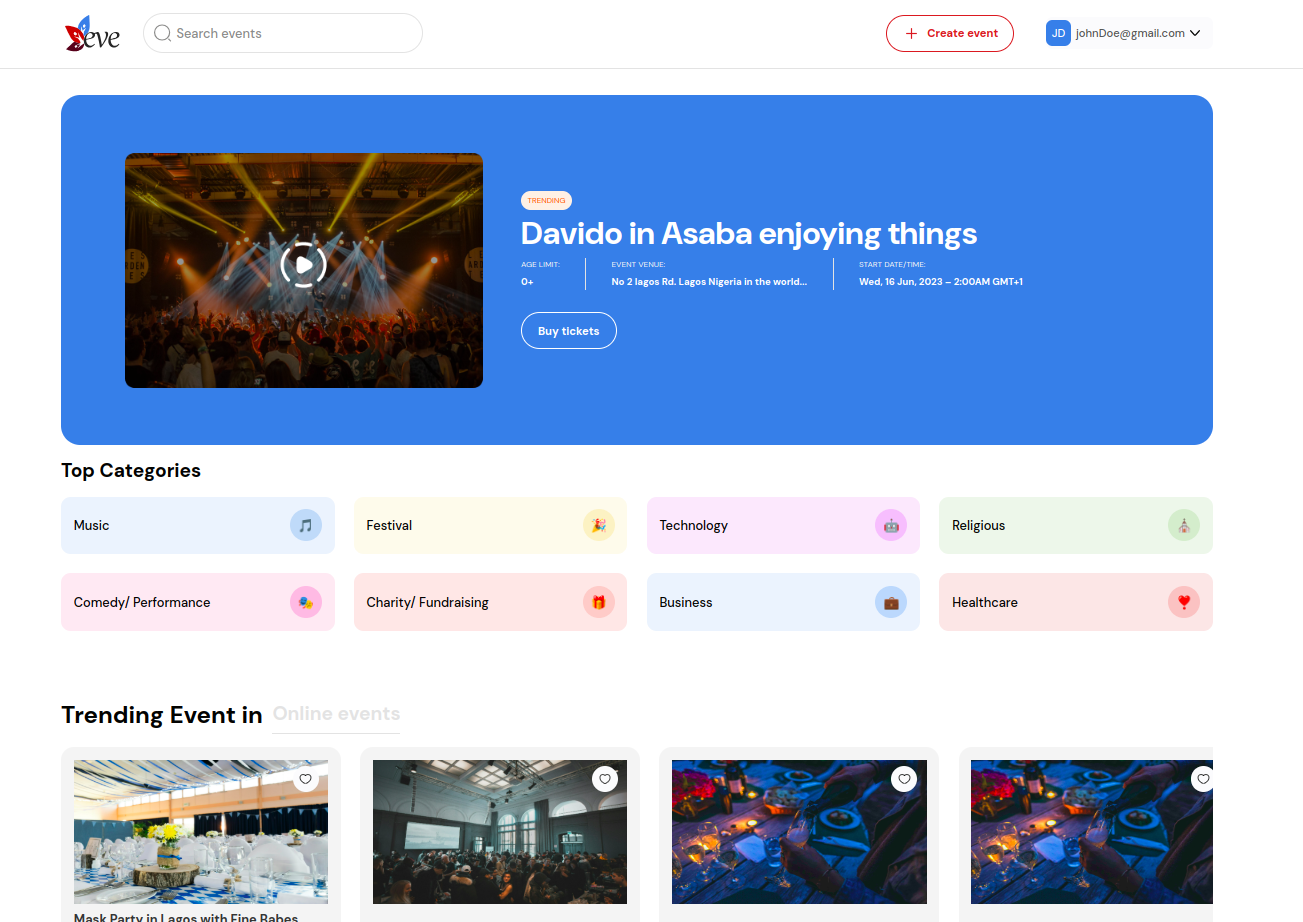 eve
Search events
Create event
JD
johnDoe@gmail.com
TRENDING
Davido in Asaba enjoying things
AGE LIMIT:
EVENT VENUE:
START DATE/TIME:
0+
No 2 lagos Rd. Lagos Nigeria in the world...
Wed, 16 Jun, 2023 – 2:00AM GMT+1
Buy tickets
Top Categories
Music
Festival
Technology
Religious
Comedy/ Performance
Charity/ Fundraising
Business
Healthcare
Trending Event in Online events
Mask Party in Lagos with Fine Babes